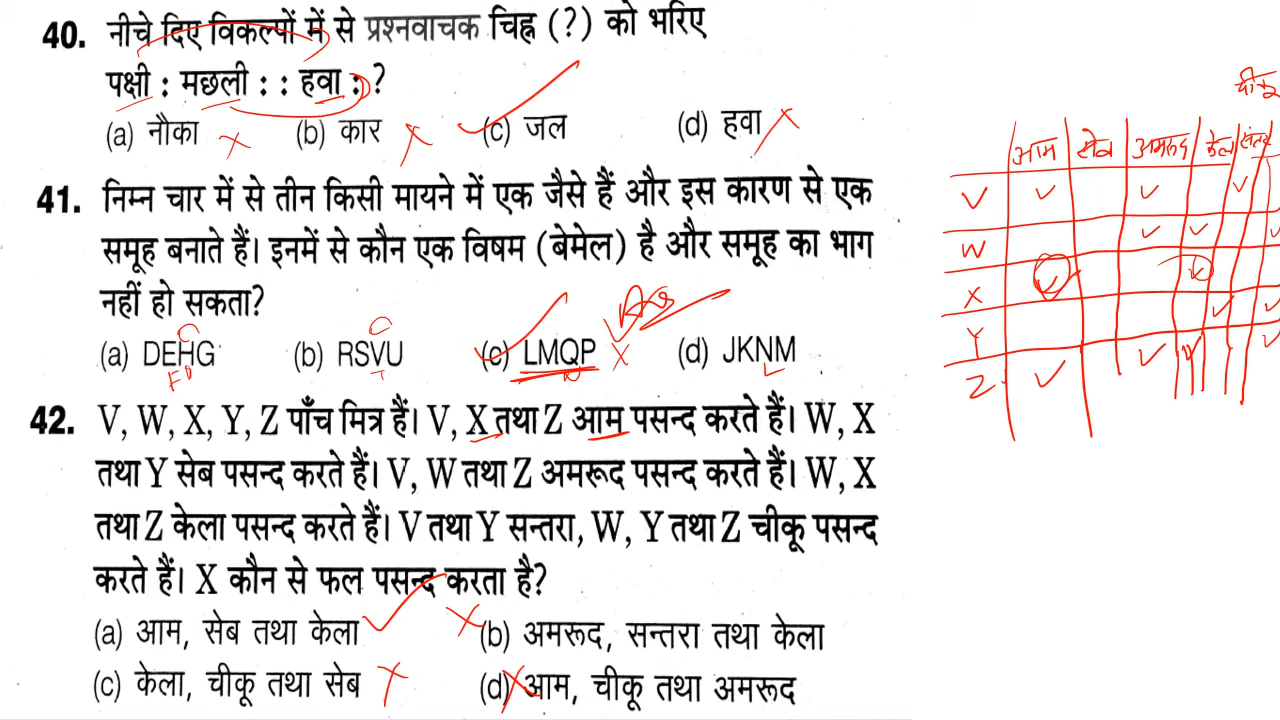 40. नीचे दिए विकल्पों में से प्रश्नवाचक चिह्न (?) को भरिए
पक्षी : मछली : : हवा : ?
(a) नौका (b) कार (c) जल (d) हवा
41. निम्न चार में से तीन किसी मायने में एक जैसे हैं और इस कारण से एक
समूह बनाते हैं। इनमें से कौन एक विषम (बेमेल) है और समूह का भाग
नहीं हो सकता?
Ans
(a) DEHG (b) RSVU (c) LMQP (d) JKNM
42. V, W, X, Y, Z पाँच मित्र हैं। V, X तथा Z आम पसन्द करते हैं। W, X
तथा Y सेब पसन्द करते हैं। V, W तथा Z अमरूद पसन्द करते हैं। W, X
तथा Z केला पसन्द करते हैं। V तथा Y सन्तरा, W, Y तथा Z चीकू पसन्द
करते हैं। X कौन से फल पसन्द करता है?
(a) आम, सेब तथा केला (b) अमरूद, सन्तरा तथा केला
(c) केला, चीकू तथा सेब (d) आम, चीकू तथा अमरूद
चीकू
आम सेब अमरूद केला संतरा
V
W
X
Y
Z